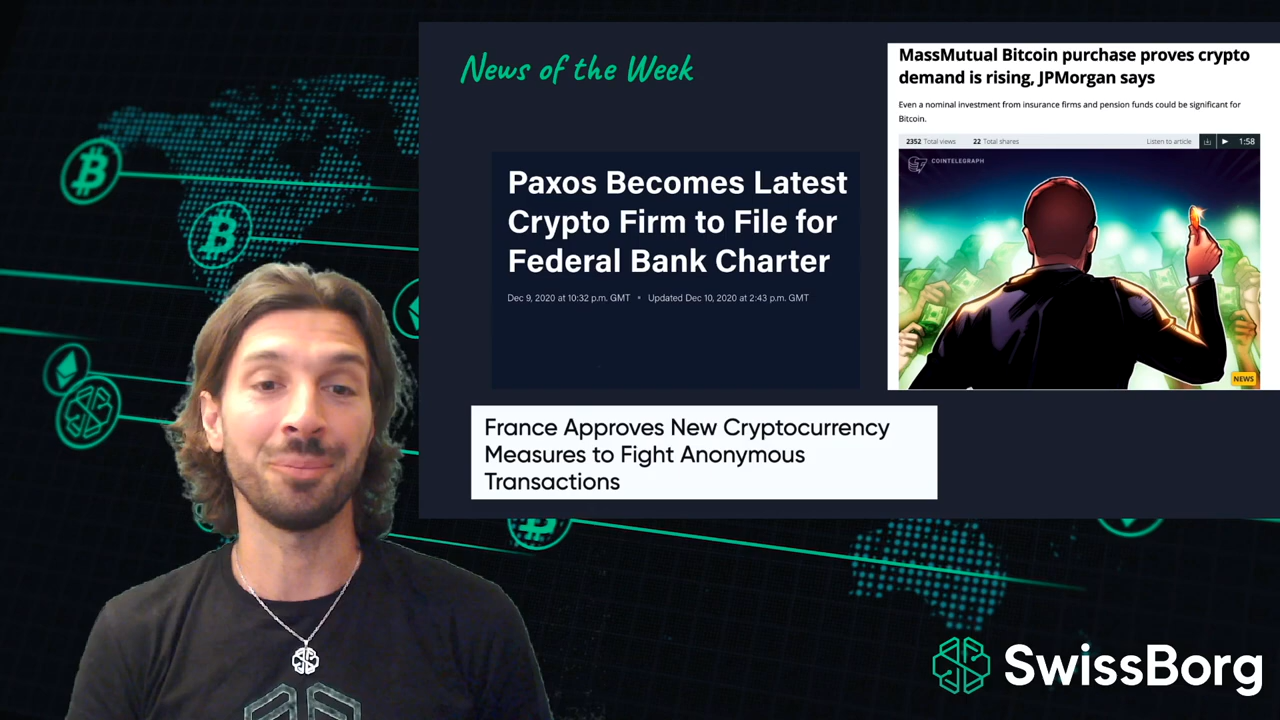 News of the Week
MassMutual Bitcoin purchase proves crypto
demand is rising, JPMorgan says
Even a nominal investment from insurance firms and pension funds could be significant for
Bitcoin.
2352 Total views 22 Total shares Listen to article 1:58
COINTELEGRAPH
NEWS
Paxos Becomes Latest
Crypto Firm to File for
Federal Bank Charter
Dec 9, 2020 at 10:32 p.m. GMT • Updated Dec 10, 2020 at 2:43 p.m. GMT
France Approves New Cryptocurrency
Measures to Fight Anonymous
Transactions
SwissBorg